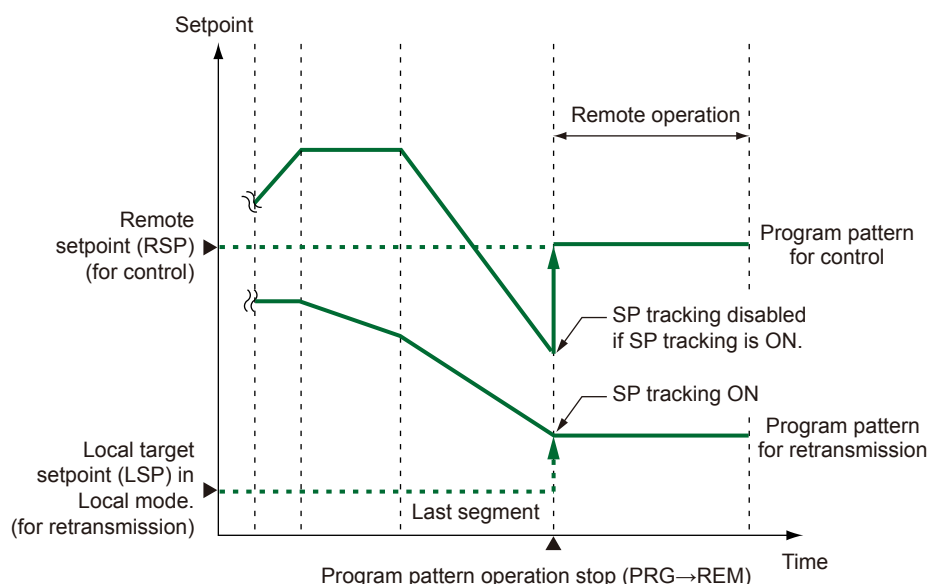 Setpoint
Remote operation
Remote
setpoint (RSP)
(for control)
Program pattern
for control
SP tracking disabled
if SP tracking is ON.
SP tracking ON
Program pattern
for retransmission
Local target
setpoint (LSP) in
Local mode.
(for retransmission)
Last segment
Time
Program pattern operation stop (PRG→REM)